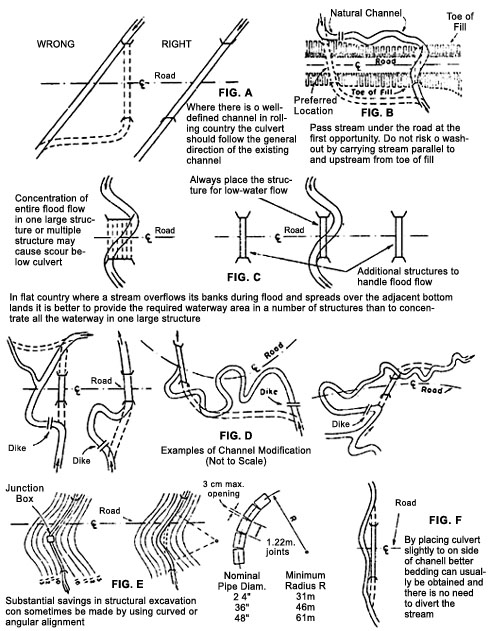 WRONG
RIGHT
℄ Road
FIG. A
Where there is o well-
defined channel in roll-
ing country the culvert
should follow the general
direction of the existing
channel
Natural Channel
Toe of
Fill
℄ Road
Toe of Fill
Preferred
Location
FIG. B
Pass stream under the road at the
first opportunity. Do not risk o wash-
out by carrying stream parallel to
and upstream from toe of fill
Concentration of
entire flood flow
in one large struc-
ture or multiple
structure may
cause scour be-
low culvert
℄ Road
Always place the struc-
ture for low-water flow
℄ Road
FIG. C
Additional structures to
handle flood flow
In flat country where a stream overflows its banks during flood and spreads over the adjacent bottom
lands it is better to provide the required waterway area in a number of structures than to concen-
trate all the waterway in one large structure
Road
Dike
Dike
℄ Road
Dike
FIG. D
Examples of Channel Modification
(Not to Scale)
℄ Road
Dike
Junction
Box
Road
℄
FIG. E
Substantial savings in structural excavation
con sometimes be made by using curved or
angular alignment
3 cm max.
opening
R
1.22m.
joints
Nominal Minimum
Pipe Diam. Radius R
2 4" 31m
36" 46m
48" 61m
Road
℄
FIG. F
By placing culvert
slightly to on side
of chanell better
bedding can usual-
ly be obtained and
there is no need
to divert the
stream